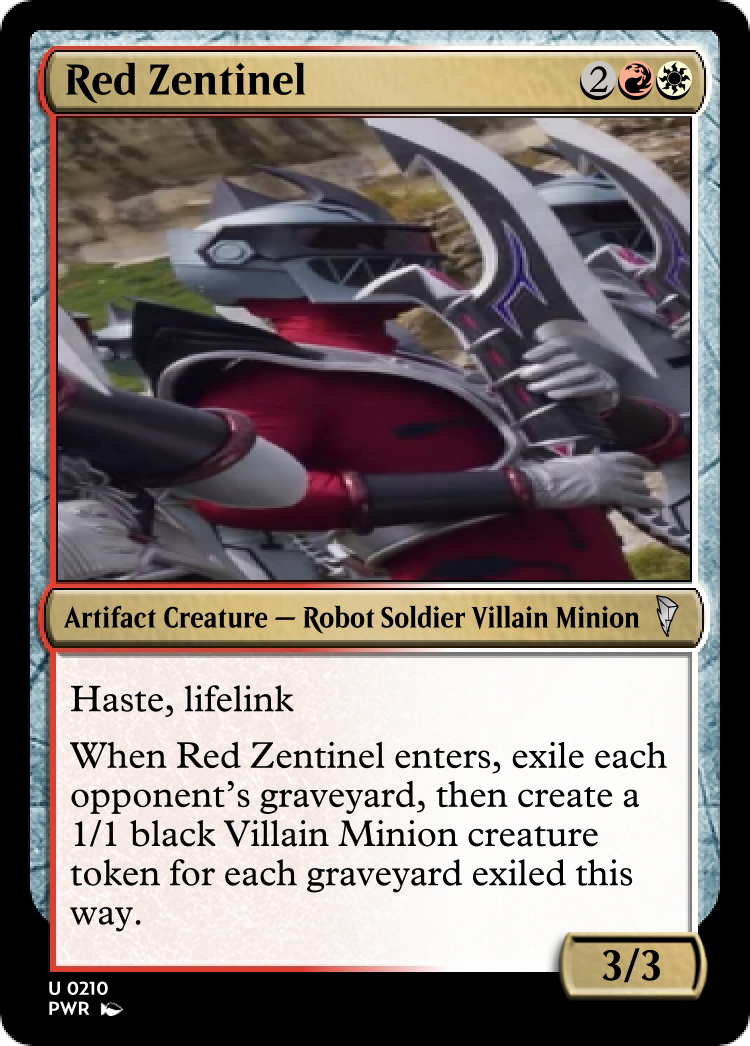 Red Zentinel 2
Artifact Creature — Robot Soldier Villain Minion
Haste, lifelink
When Red Zentinel enters, exile each
opponent’s graveyard, then create a
1/1 black Villain Minion creature
token for each graveyard exiled this
way.
3/3
U 0210
PWR